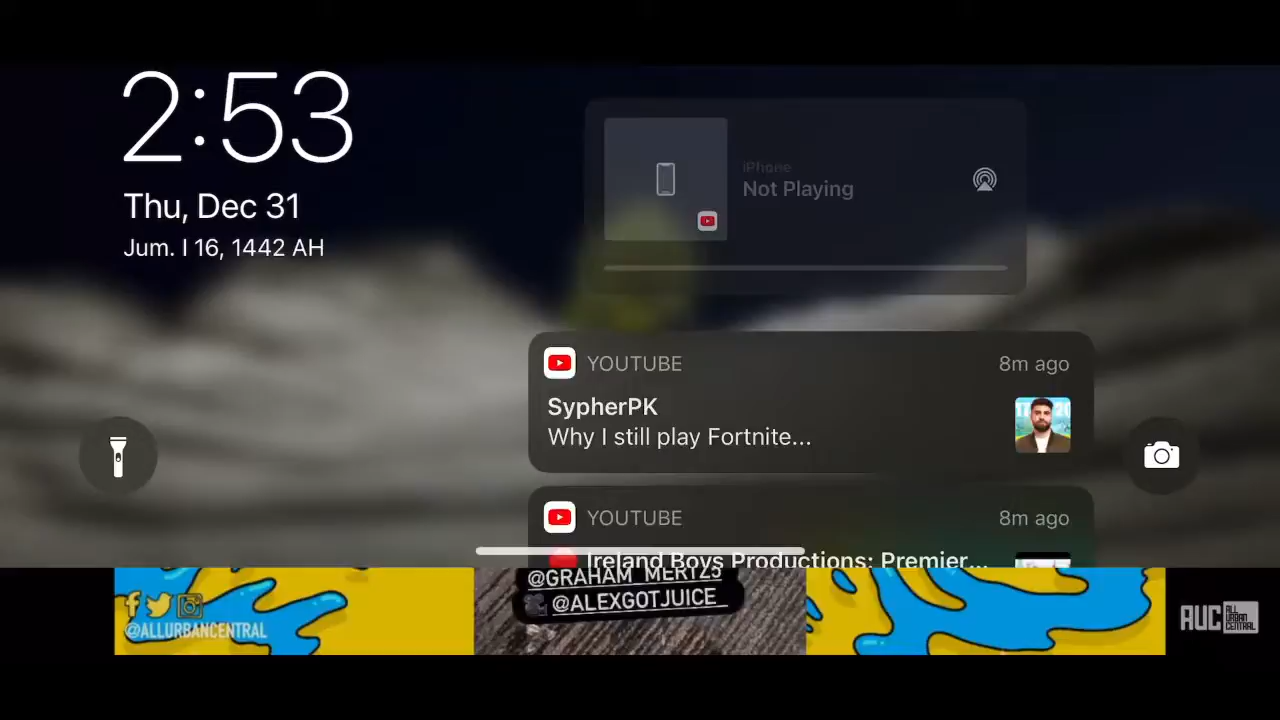 2:53
Thu, Dec 31
Jum. I 16, 1442 AH
iPhone
Not Playing
YOUTUBE
8m ago
SypherPK
Why I still play Fortnite...
YOUTUBE
8m ago
Ireland Boys Productions: Premier...
@GRAHAM_MERTZ5
@ALEXGOTJUICE
@ALLURBANCENTRAL
AUC ALL URBAN CENTRAL